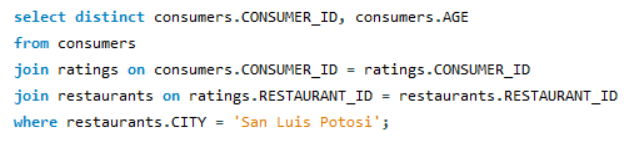 select distinct consumers.CONSUMER_ID, consumers.AGE
from consumers
join ratings on consumers.CONSUMER_ID = ratings.CONSUMER_ID
join restaurants on ratings.RESTAURANT_ID = restaurants.RESTAURANT_ID
where restaurants.CITY = 'San Luis Potosi';